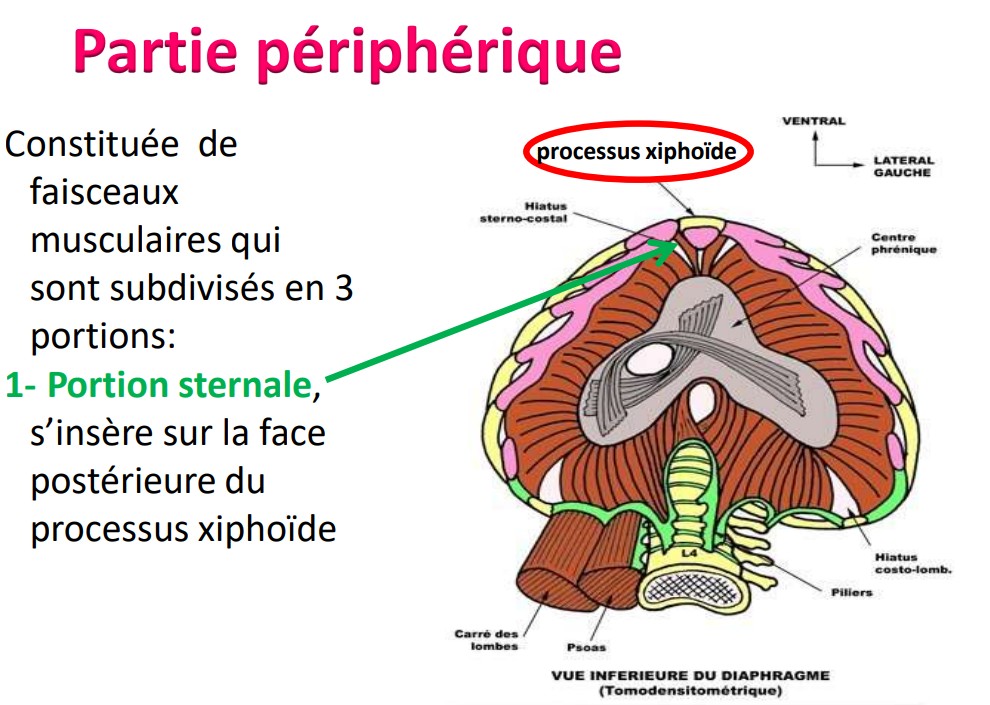 Partie périphérique
Constituée de
faisceaux
musculaires qui
sont subdivisés en 3
portions:
1- Portion sternale,
s’insère sur la face
postérieure du
processus xiphoïde
VENTRAL
LATERAL
GAUCHE
processus xiphoïde
Hiatus
sterno-costal
Centre
phrénique
L4
Hiatus
costo-lomb.
Piliers
Carré des
lombes
Psoas
VUE INFERIEURE DU DIAPHRAGME
(Tomodensitométrique)